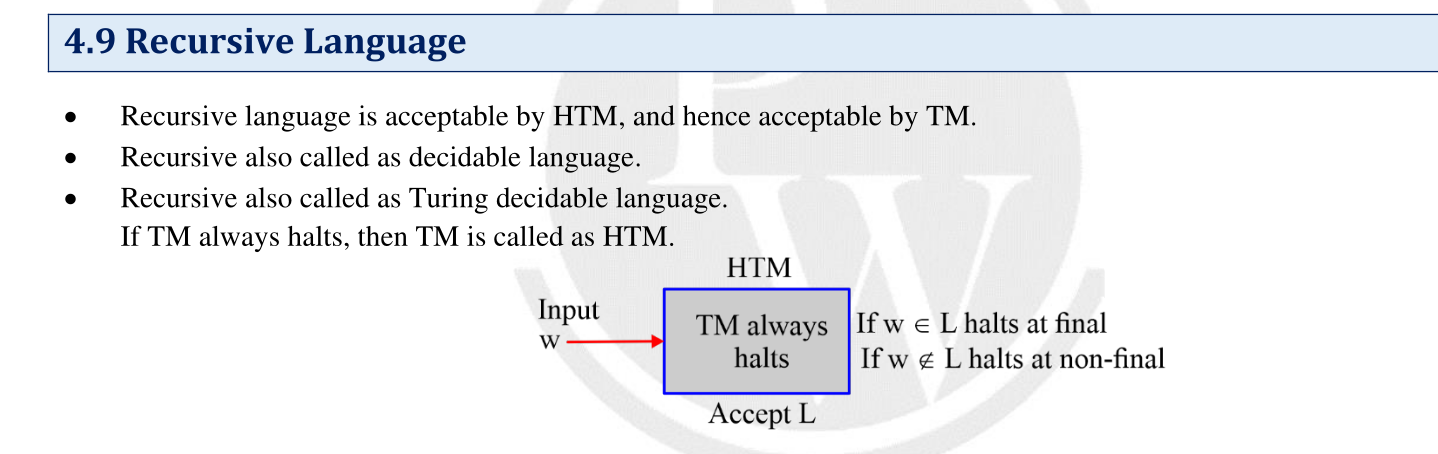 4.9 Recursive Language
• Recursive language is acceptable by HTM, and hence acceptable by TM.
• Recursive also called as decidable language.
• Recursive also called as Turing decidable language.
If TM always halts, then TM is called as HTM.
HTM
Input
w
TM always
halts
If w ∈ L halts at final
If w ∉ L halts at non-final
Accept L
P
W